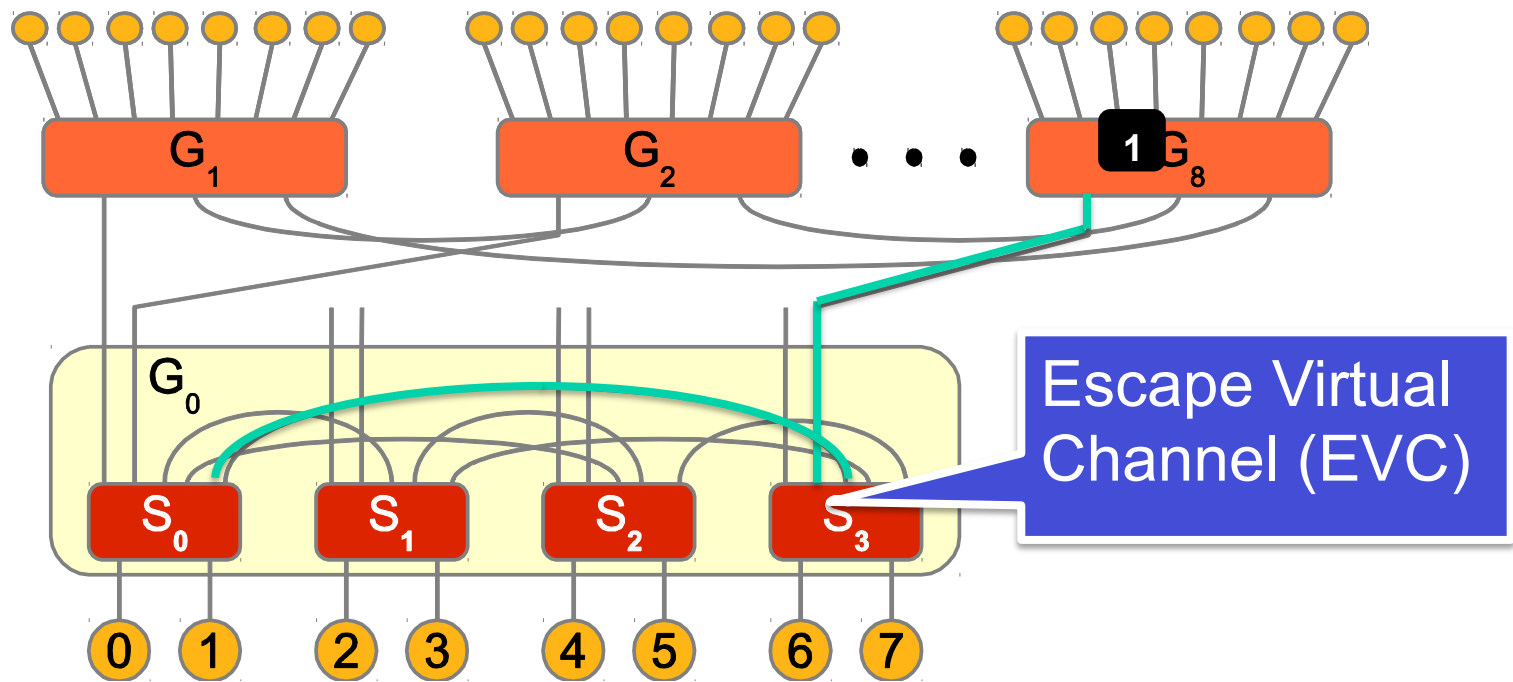 G1 G2 • • • 1 G8
G0
Escape Virtual
Channel (EVC)
S0 S1 S2 S3
0 1 2 3 4 5 6 7